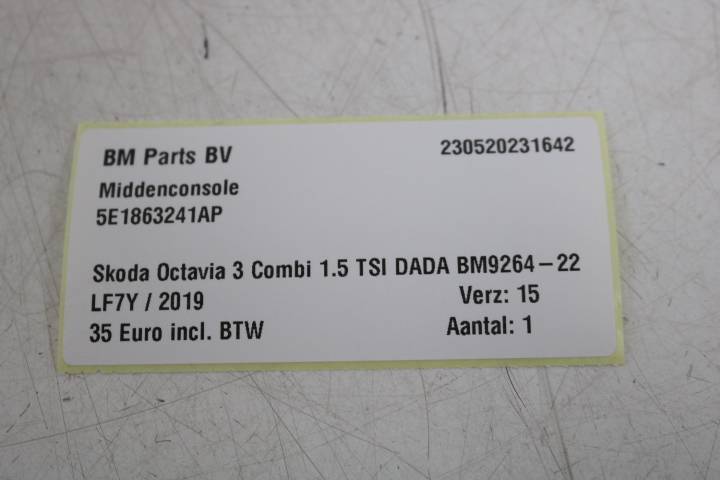 BM Parts BV 230520231642
Middenconsole
5E1863241AP
Skoda Octavia 3 Combi 1.5 TSI DADA BM9264-22
LF7Y / 2019 Verz: 15
35 Euro incl. BTW Aantal: 1